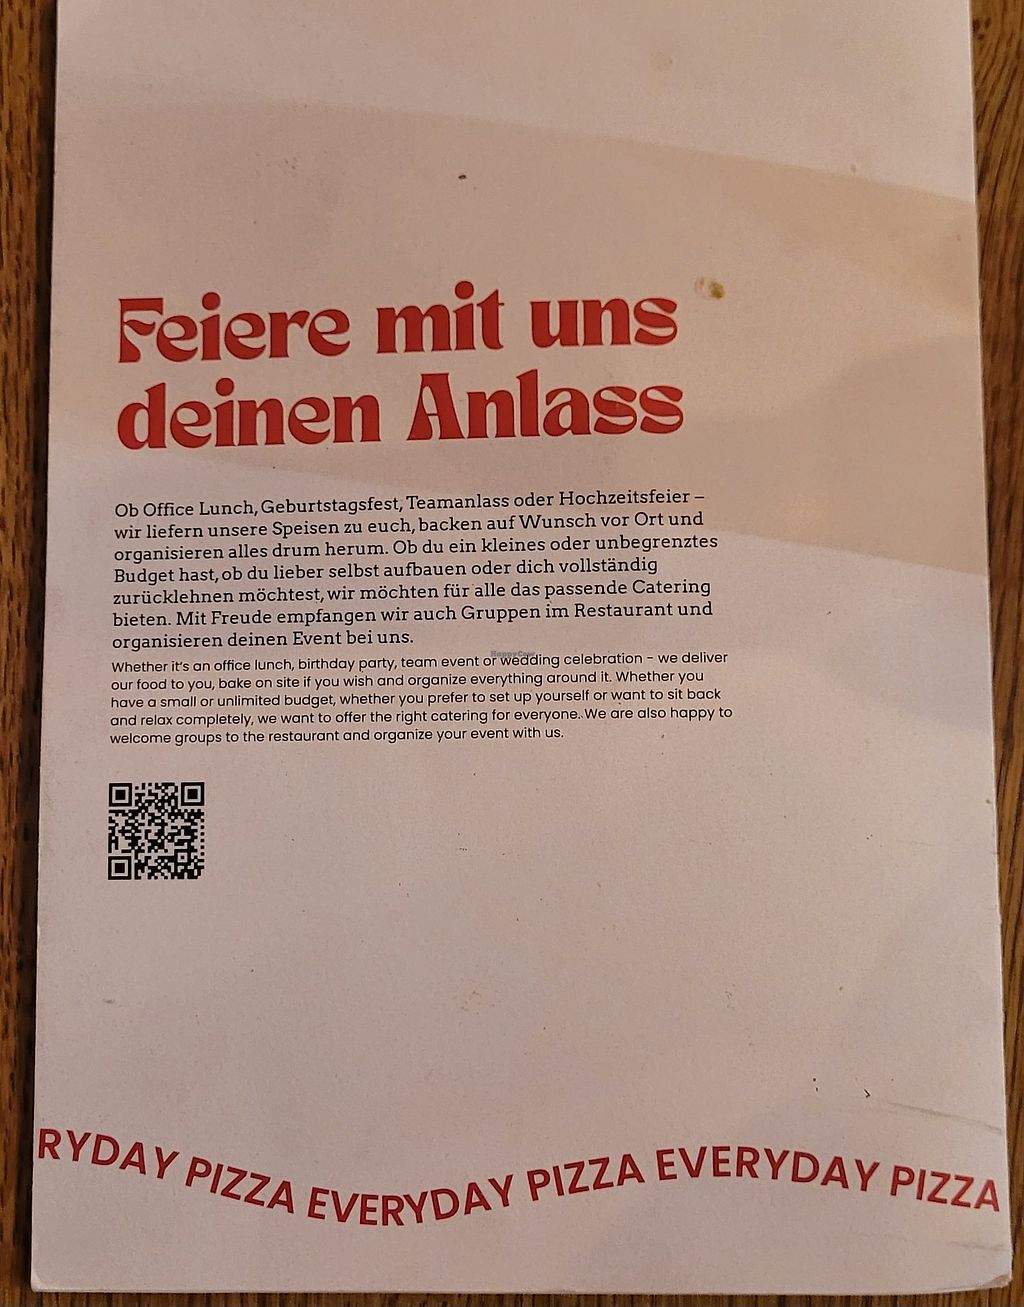 Feiere mit uns
deinen Anlass
Ob Office Lunch, Geburtstagsfest, Teamanlass oder Hochzeitsfeier –
wir liefern unsere Speisen zu euch, backen auf Wunsch vor Ort und
organisieren alles drum herum. Ob du ein kleines oder unbegrenztes
Budget hast, ob du lieber selbst aufbauen oder dich vollständig
zurücklehnen möchtest, wir möchten für alle das passende Catering
bieten. Mit Freude empfangen wir auch Gruppen im Restaurant und
organisieren deinen Event bei uns.
HappyCow
Whether it's an office lunch, birthday party, team event or wedding celebration – we deliver
our food to you, bake on site if you wish and organize everything around it. Whether you
have a small or unlimited budget, whether you prefer to set up yourself or want to sit back
and relax completely, we want to offer the right catering for everyone. We are also happy to
welcome groups to the restaurant and organize your event with us.
RYDAY PIZZA EVERYDAY PIZZA EVERYDAY PIZZA